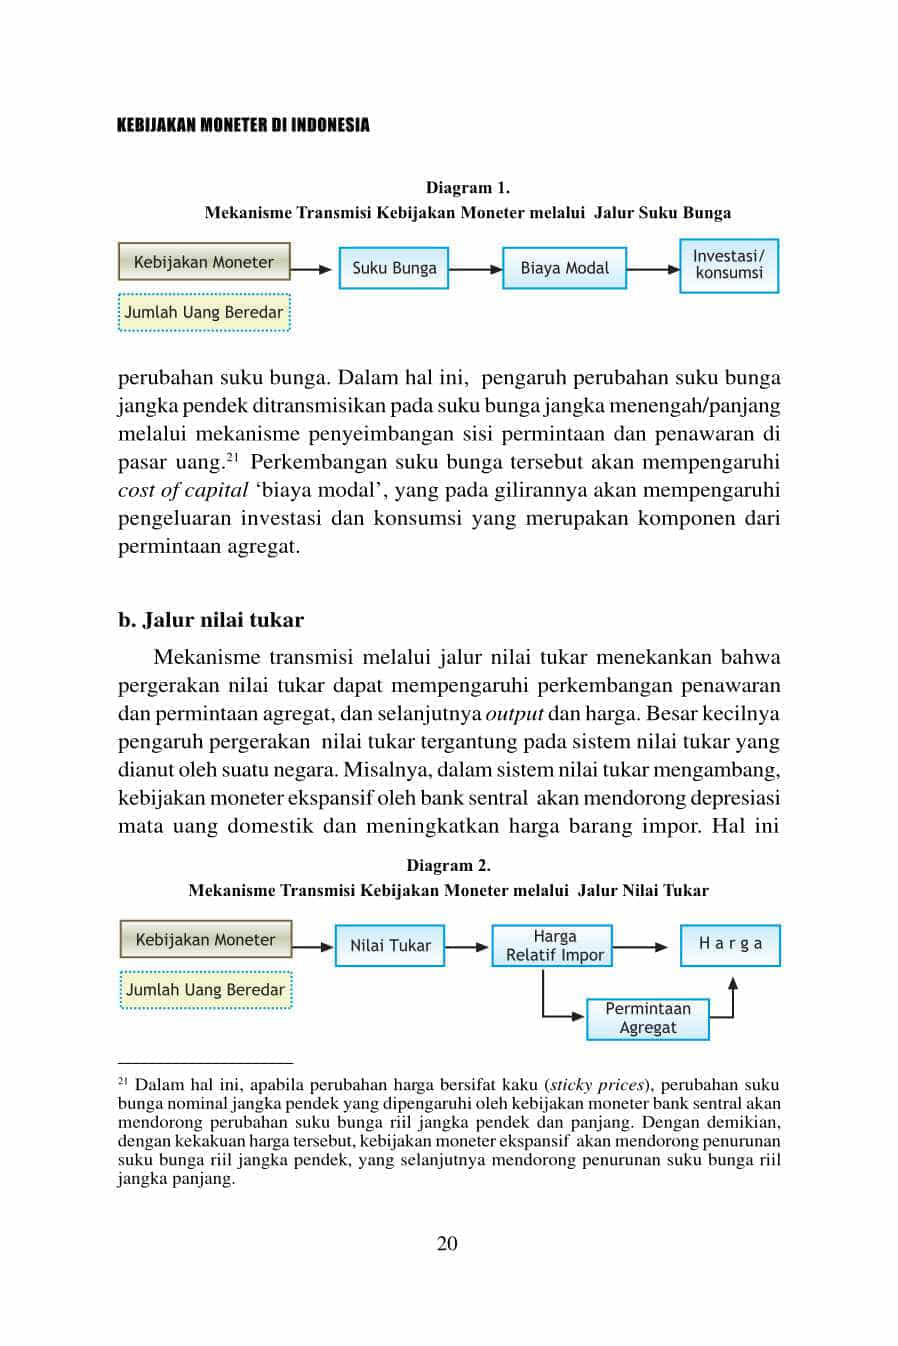 KEBIJAKAN MONETER DI INDONESIA
Diagram 1.
Mekanisme Transmisi Kebijakan Moneter melalui Jalur Suku Bunga
Kebijakan Moneter
Suku Bunga
Biaya Modal
Investasi/
konsumsi
Jumlah Uang Beredar
perubahan suku bunga. Dalam hal ini, pengaruh perubahan suku bunga
jangka pendek ditransmisikan pada suku bunga jangka menengah/panjang
melalui mekanisme penyeimbangan sisi permintaan dan penawaran di
pasar uang.²¹ Perkembangan suku bunga tersebut akan mempengaruhi
cost of capital ‘biaya modal’, yang pada gilirannya akan mempengaruhi
pengeluaran investasi dan konsumsi yang merupakan komponen dari
permintaan agregat.
b. Jalur nilai tukar
Mekanisme transmisi melalui jalur nilai tukar menekankan bahwa
pergerakan nilai tukar dapat mempengaruhi perkembangan penawaran
dan permintaan agregat, dan selanjutnya output dan harga. Besar kecilnya
pengaruh pergerakan nilai tukar tergantung pada sistem nilai tukar yang
dianut oleh suatu negara. Misalnya, dalam sistem nilai tukar mengambang,
kebijakan moneter ekspansif oleh bank sentral akan mendorong depresiasi
mata uang domestik dan meningkatkan harga barang impor. Hal ini
Diagram 2.
Mekanisme Transmisi Kebijakan Moneter melalui Jalur Nilai Tukar
Kebijakan Moneter
Nilai Tukar
Harga
Relatif Impor
H a r g a
Jumlah Uang Beredar
Permintaan
Agregat
²¹ Dalam hal ini, apabila perubahan harga bersifat kaku (sticky prices), perubahan suku
bunga nominal jangka pendek yang dipengaruhi oleh kebijakan moneter bank sentral akan
mendorong perubahan suku bunga riil jangka pendek dan panjang. Dengan demikian,
dengan kekakuan harga tersebut, kebijakan moneter ekspansif akan mendorong penurunan
suku bunga riil jangka pendek, yang selanjutnya mendorong penurunan suku bunga riil
jangka panjang.
20